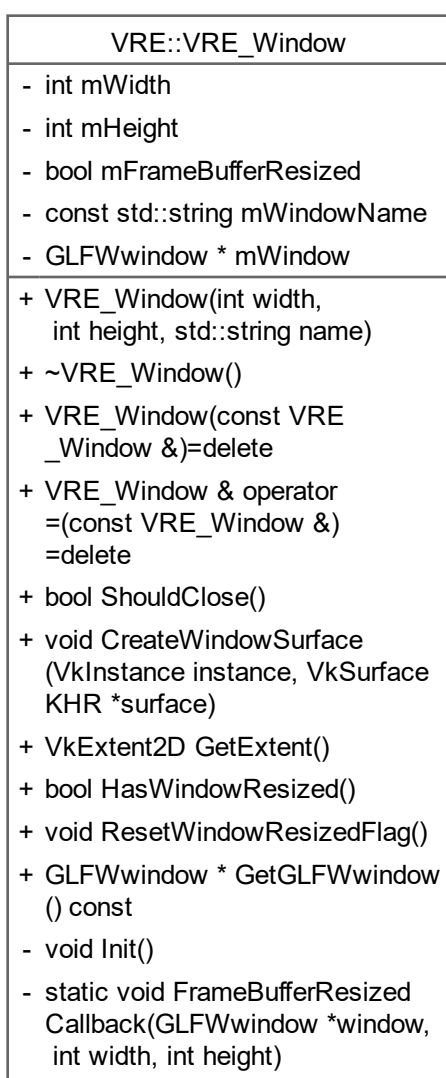 VRE::VRE_Window
- int mWidth
- int mHeight
- bool mFrameBufferResized
- const std::string mWindowName
- GLFWwindow * mWindow
+ VRE_Window(int width,
int height, std::string name)
+ ~VRE_Window()
+ VRE_Window(const VRE
_Window &)=delete
+ VRE_Window & operator
=(const VRE_Window &)
=delete
+ bool ShouldClose()
+ void CreateWindowSurface
(VkInstance instance, VkSurface
KHR *surface)
+ VkExtent2D GetExtent()
+ bool HasWindowResized()
+ void ResetWindowResizedFlag()
+ GLFWwindow * GetGLFWwindow
() const
- void Init()
- static void FrameBufferResized
Callback(GLFWwindow *window,
int width, int height)